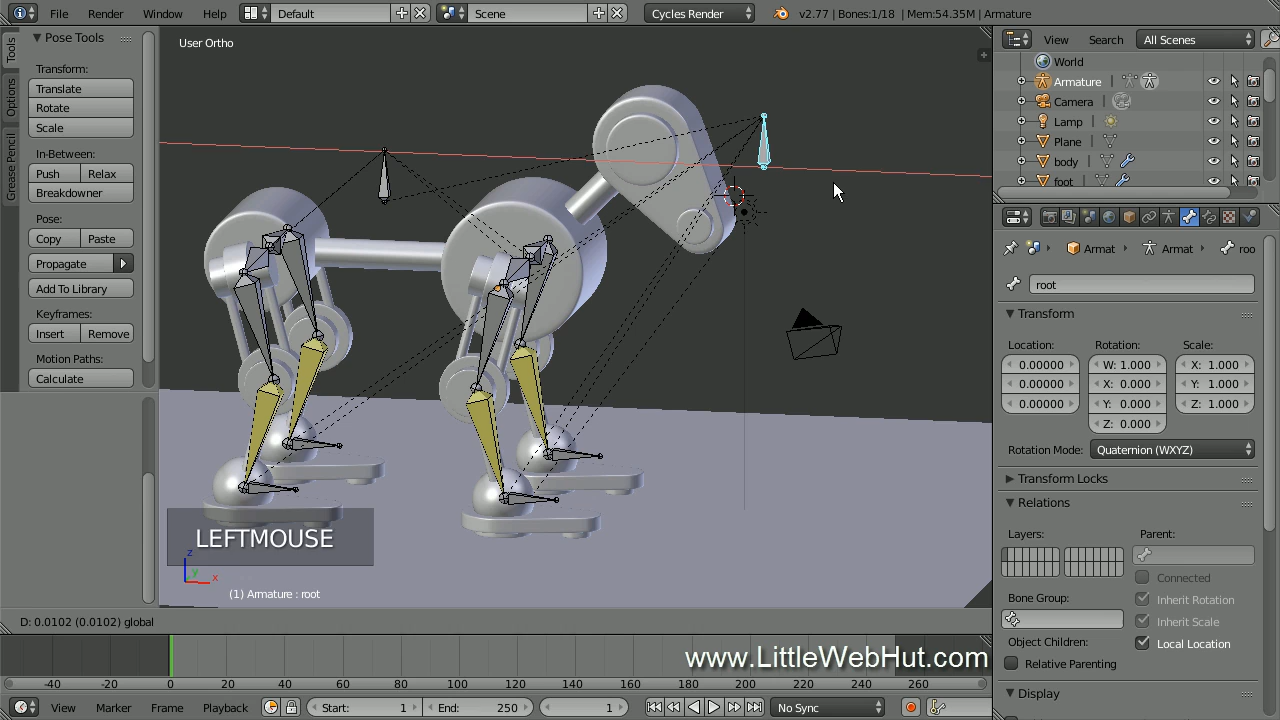 File Render Window Help Default Scene Cycles Render v2.77 | Bones:1/18 | Mem:54.35M | Armature
Tools
Options
Grease Pencil
Pose Tools
Transform:
Translate
Rotate
Scale
In-Between:
Push Relax
Breakdowner
Pose:
Copy Paste
Propagate
Add To Library
Keyframes:
Insert Remove
Motion Paths:
Calculate
User Ortho
LEFTMOUSE
z
y
x
(1) Armature : root
D: 0.0102 (0.0102) global
www.LittleWebHut.com
View Search All Scenes
World
Armature
Camera
Lamp
Plane
body
foot
Armat Armat roo
root
Transform
Location: Rotation: Scale:
0.00000 W: 1.000 X: 1.000
0.00000 X: 0.000 Y: 1.000
0.00000 Y: 0.000 Z: 1.000
Z: 0.000
Rotation Mode: Quaternion (WXYZ)
Transform Locks
Relations
Layers: Parent:
Connected
Bone Group: Inherit Rotation
Inherit Scale
Object Children: Local Location
Relative Parenting
Display
-40 -20 0 20 40 60 80 100 120 140 160 180 200 220 240 260
View Marker Frame Playback Start: 1 End: 250 1 No Sync